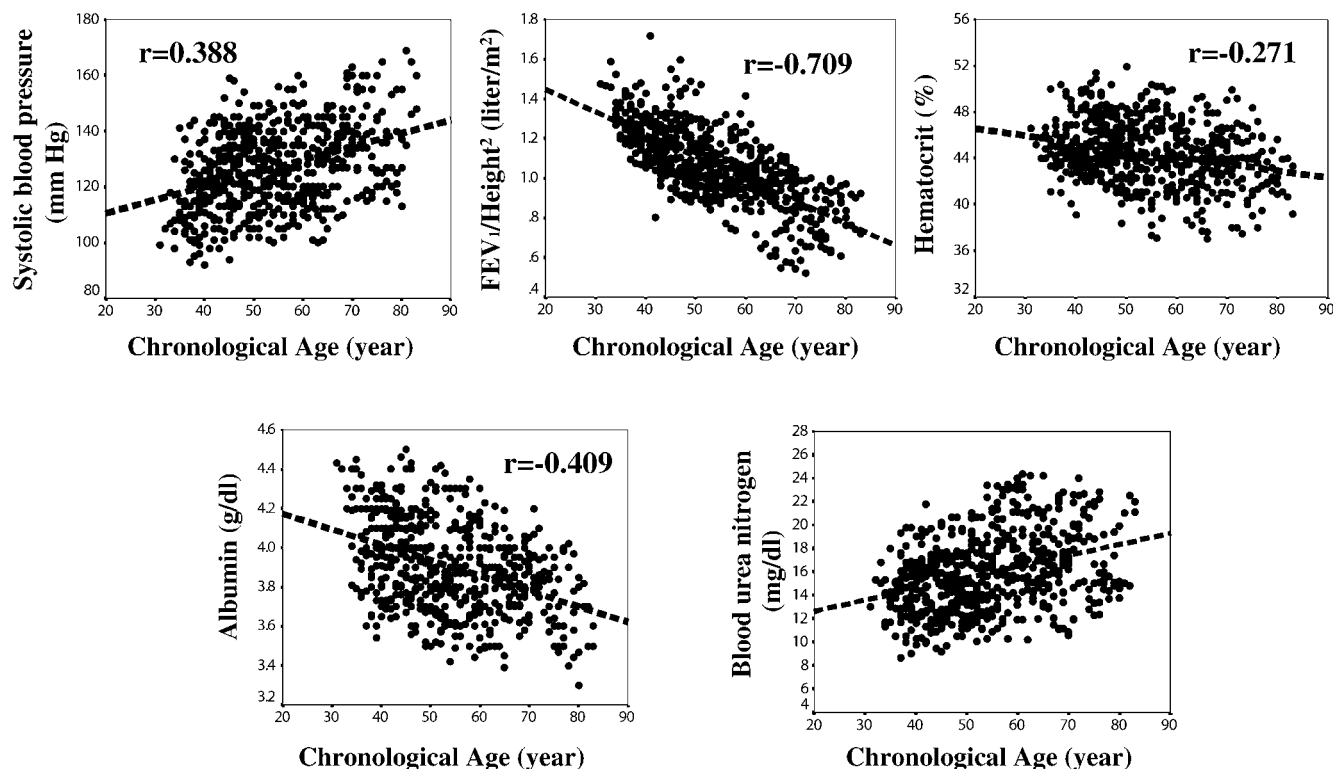 Systolic blood pressure
(mm Hg)
180
160
140
120
100
80
r=0.388
20 30 40 50 60 70 80 90
Chronological Age (year)
FEV₁/Height² (liter/m²)
1.8
1.6
1.4
1.2
1.0
.8
.6
.4
r=-0.709
20 30 40 50 60 70 80 90
Chronological Age (year)
Hematocrit (%)
56
52
48
44
40
36
32
r=-0.271
20 30 40 50 60 70 80 90
Chronological Age (year)
Albumin (g/dl)
4.6
4.4
4.2
4.0
3.8
3.6
3.4
3.2
r=-0.409
20 30 40 50 60 70 80 90
Chronological Age (year)
Blood urea nitrogen
(mg/dl)
28
26
24
22
20
18
16
14
12
10
8
6
4
20 30 40 50 60 70 80 90
Chronological Age (year)